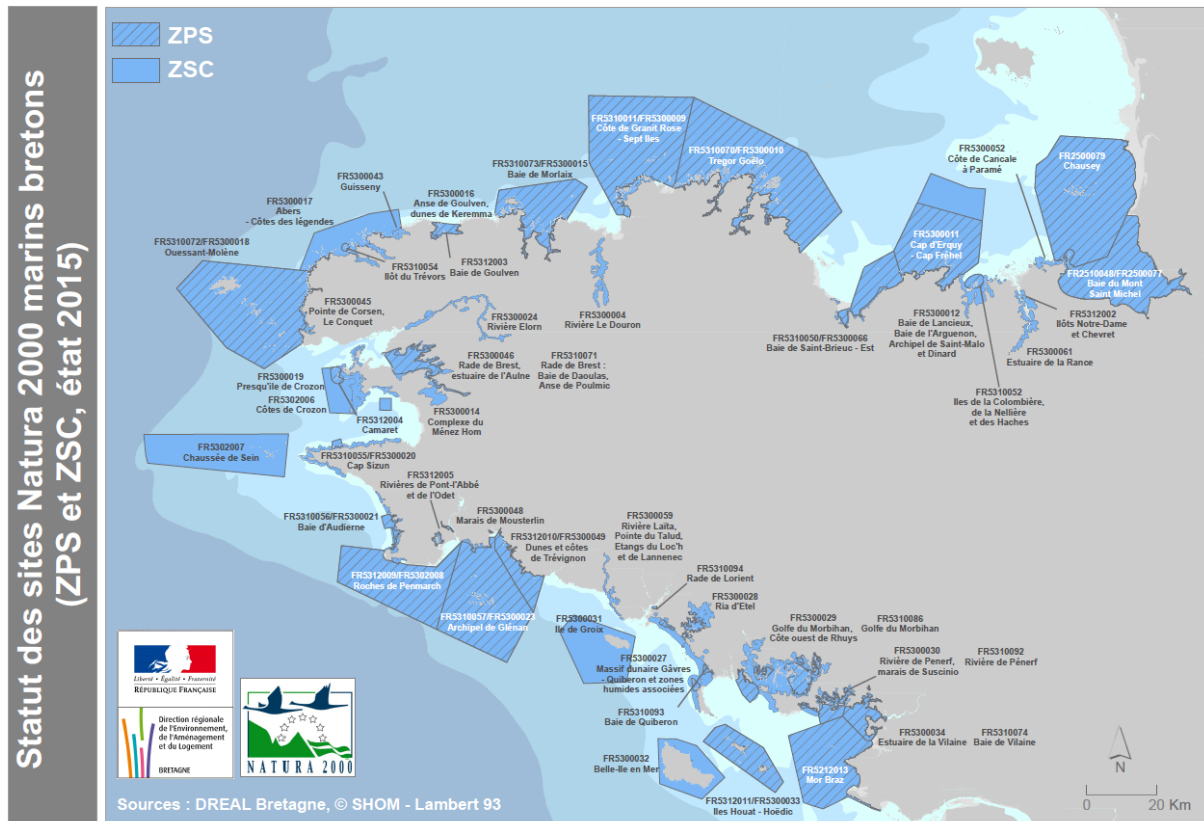 Statut des sites Natura 2000 marins bretons
(ZPS et ZSC, état 2015)
ZPS
ZSC
FR5310011/FR5300009
Côte de Granit Rose
- Sept Iles
FR5310070/FR5300010
Tregor Goëlo
FR5300052
Côte de Cancale
à Paramé
FR2500079
Chausey
FR5310073/FR5300015
Baie de Morlaix
FR5300043
Guisseny
FR5300016
Anse de Goulven,
dunes de Keremma
FR5300017
Abers
- Côtes des légendes
FR5310072/FR5300018
Ouessant-Molène
FR5310054
Ilôt du Trévors
FR5312003
Baie de Goulven
FR5300011
Cap d'Erquy
- Cap Fréhel
FR2510048/FR2500077
Baie du Mont
Saint Michel
FR5300045
Pointe de Corsen,
Le Conquet
FR5300024
Rivière Elorn
FR5300004
Rivière Le Douron
FR5310050/FR5300066
Baie de Saint-Brieuc - Est
FR5300012
Baie de Lancieux,
Baie de l'Arguenon,
Archipel de Saint-Malo
et Dinard
FR5312002
Ilôts Notre-Dame
et Chevret
FR5300061
Estuaire de la Rance
FR5310052
Iles de la Colombière,
de la Nellière
et des Haches
FR5300046
Rade de Brest,
estuaire de l'Aulne
FR5310071
Rade de Brest :
Baie de Daoulas,
Anse de Poulmic
FR5300019
Presqu'ile de Crozon
FR5302006
Côtes de Crozon
FR5312004
Camaret
FR5300014
Complexe du
Ménez Hom
FR5302007
Chaussée de Sein
FR5310055/FR5300020
Cap Sizun
FR5312005
Rivières de Pont-l'Abbé
et de l'Odet
FR5310056/FR5300021
Baie d'Audierne
FR5300048
Marais de Mousterlin
FR5312010/FR5300049
Dunes et côtes
de Trévignon
FR5300059
Rivière Laïta,
Pointe du Talud,
Etangs du Loc'h
et de Lannenec
FR5312009/FR5302008
Roches de Penmarch
FR5310057/FR5300023
Archipel de Glénan
FR5310094
Rade de Lorient
FR5300028
Ria d'Etel
FR5300031
Ile de Groix
FR5300029
Golfe du Morbihan,
Côte ouest de Rhuys
FR5310086
Golfe du Morbihan
FR5300030
Rivière de Penerf,
marais de Suscinio
FR5310092
Rivière de Pénerf
FR5300027
Massif dunaire Gâvres
- Quiberon et zones
humides associées
FR5310093
Baie de Quiberon
FR5300034
Estuaire de la Vilaine
FR5310074
Baie de Vilaine
FR5300032
Belle-Ile en Mer
FR5212013
Mor Braz
FR5312011/FR5300033
Iles Houat - Hoëdic
Liberté • Égalité • Fraternité
RÉPUBLIQUE FRANÇAISE
Direction régionale
de l'Environnement,
de l'Aménagement
et du Logement
BRETAGNE
NATURA 2000
Sources : DREAL Bretagne, © SHOM - Lambert 93
N
0 20 Km